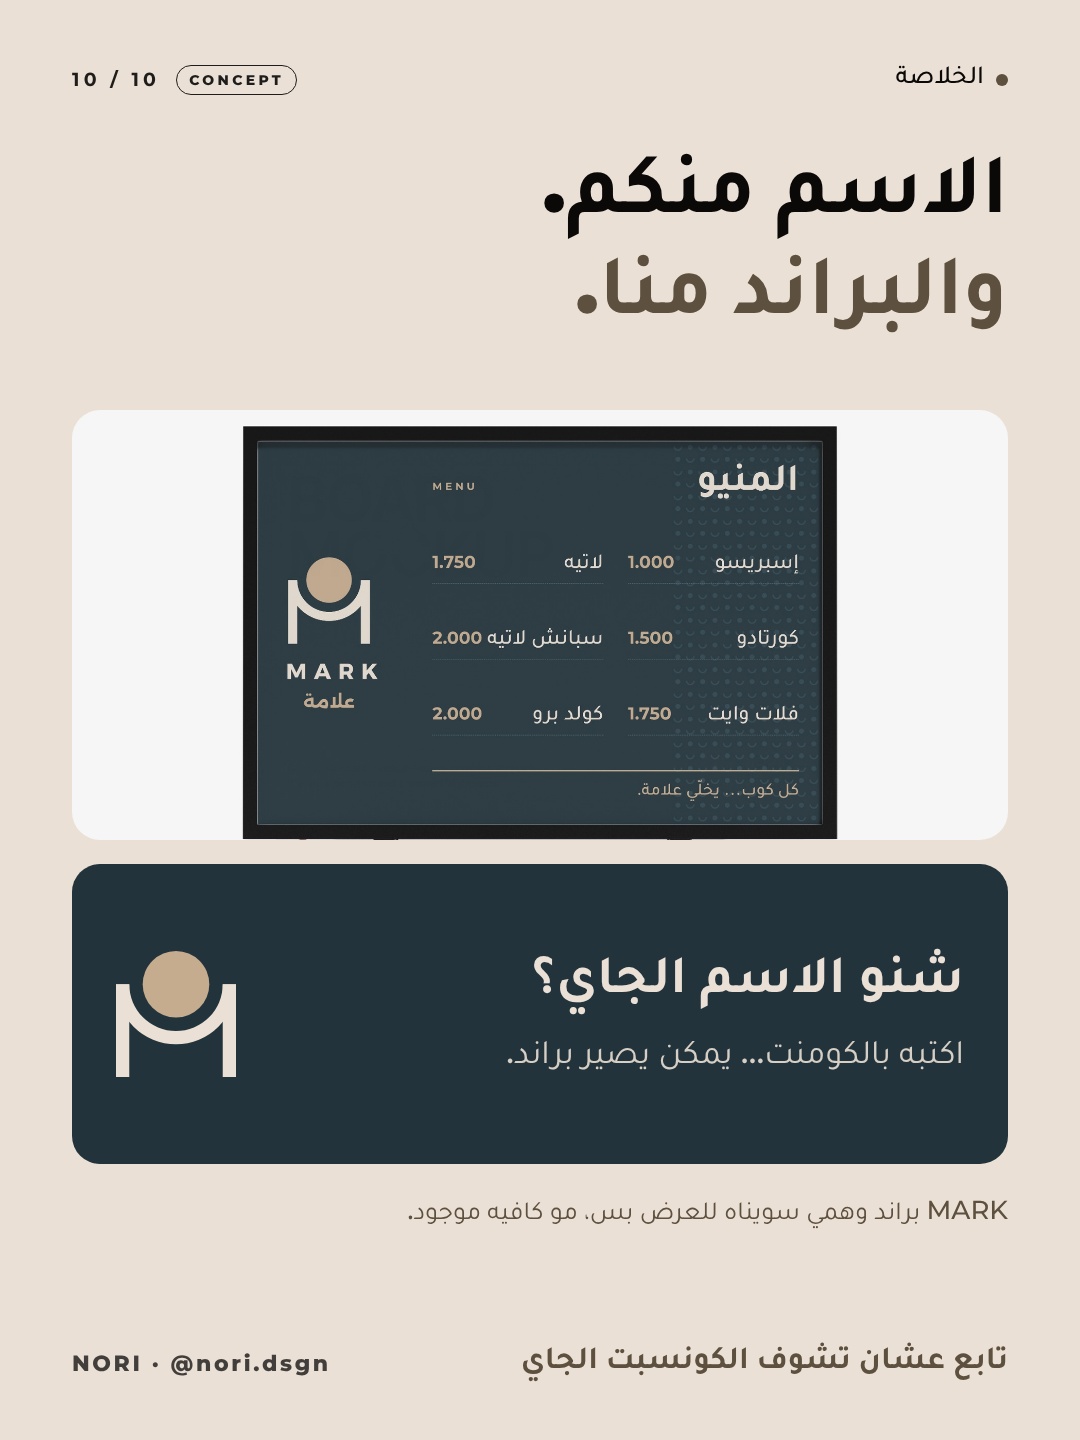 الخلاصة
10 / 10 CONCEPT
الاسم منكم.
والبراند منا.
المنيو
MENU
إسبريسو 1.000
لاتيه 1.750
كورتادو 1.500
سبانش لاتيه 2.000
فلات وايت 1.750
كولد برو 2.000
كل كوب... يخلّي علامة.
MARK
علامة
شنو الاسم الجاي؟
اكتبه بالكومنت... يمكن يصير براند.
MARK براند وهمي سويناه للعرض بس، مو كافيه موجود.
تابع عشان تشوف الكونسبت الجاي
NORI · @nori.dsgn